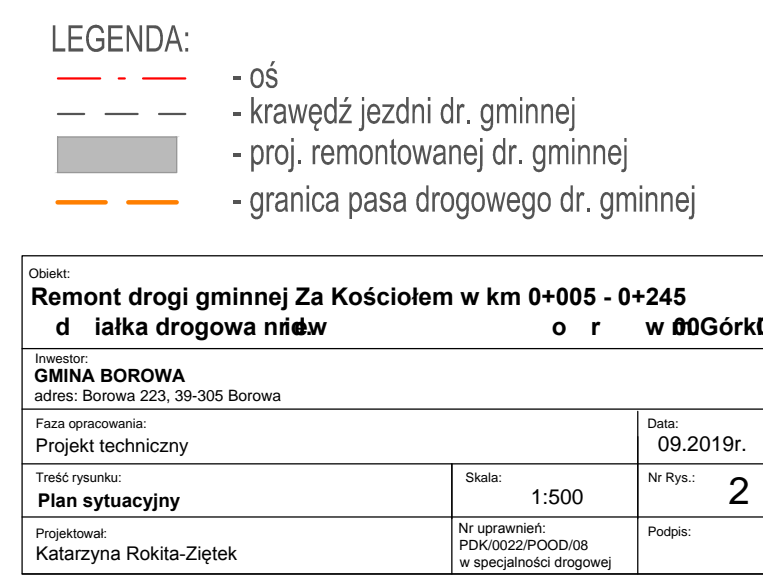 LEGENDA:
- oś
- krawędź jezdni dr. gminnej
- proj. remontowanej dr. gminnej
- granica pasa drogowego dr. gminnej
Obiekt:
Remont drogi gminnej Za Kościołem w km 0+005 - 0+245
d iałka drogowa o r w Górki
Inwestor:
GMINA BOROWA
adres: Borowa 223, 39-305 Borowa
Faza opracowania:
Projekt techniczny
Data:
09.2019r.
Treść rysunku:
Plan sytuacyjny
Skala:
1:500
Nr Rys.:
2
Projektował:
Katarzyna Rokita-Ziętek
Nr uprawnień:
PDK/0022/POOD/08
w specjalności drogowej
Podpis: